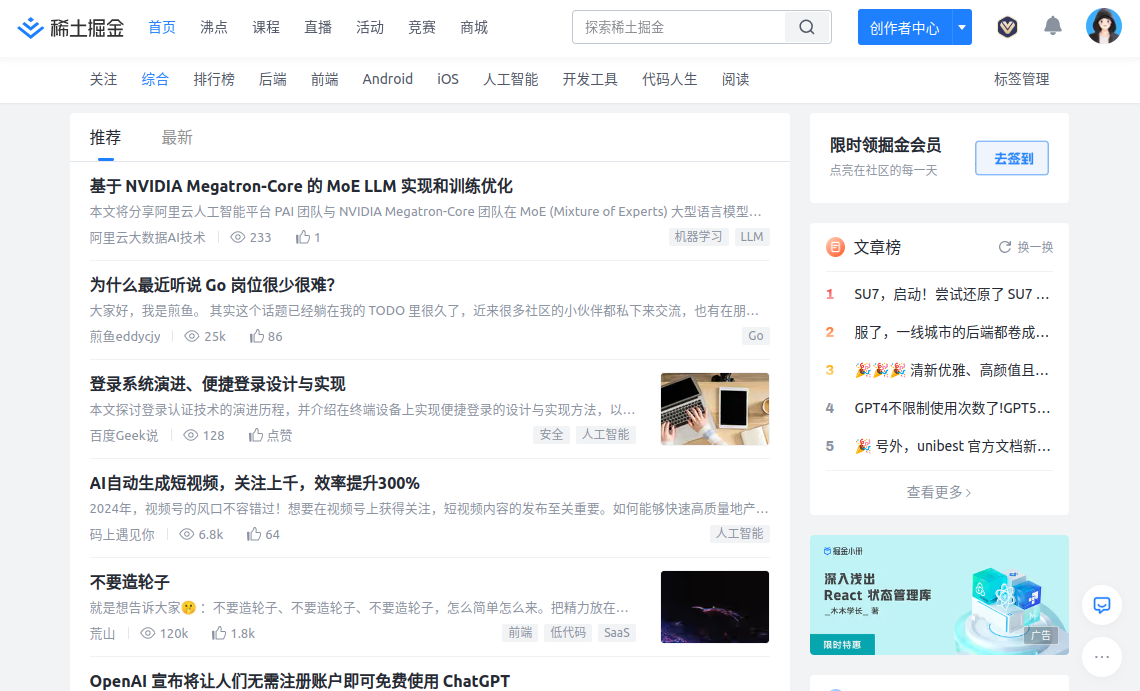 稀土掘金 首页 沸点 课程 直播 活动 竞赛 商城 探索稀土掘金 创作者中心
关注 综合 排行榜 后端 前端 Android iOS 人工智能 开发工具 代码人生 阅读 标签管理
推荐 最新
基于 NVIDIA Megatron-Core 的 MoE LLM 实现和训练优化
本文将分享阿里云人工智能平台 PAI 团队与 NVIDIA Megatron-Core 团队在 MoE (Mixture of Experts) 大型语言模型...
阿里云大数据AI技术 233 1 机器学习 LLM
为什么最近听说 Go 岗位很少很难?
大家好，我是煎鱼。 其实这个话题已经躺在我的 TODO 里很久了，近来很多社区的小伙伴都私下来交流，也有在朋...
煎鱼eddycjy 25k 86 Go
登录系统演进、便捷登录设计与实现
本文探讨登录认证技术的演进历程，并介绍在终端设备上实现便捷登录的设计与实现方法，以...
百度Geek说 128 点赞 安全 人工智能
AI自动生成短视频，关注上千，效率提升300%
2024年，视频号的风口不容错过！想要在视频号上获得关注，短视频内容的发布至关重要。如何能够快速高质量地产...
码上遇见你 6.8k 64 人工智能
不要造轮子
就是想告诉大家🤫 ：不要造轮子、不要造轮子、不要造轮子，怎么简单怎么来。把精力放在...
荒山 120k 1.8k 前端 低代码 SaaS
OpenAI 宣布将让人们无需注册账户即可免费使用 ChatGPT
限时领掘金会员
点亮在社区的每一天
去签到
文章榜 换一换
1 SU7，启动！尝试还原了 SU7 ...
2 服了，一线城市的后端都卷成...
3 🎉🎉🎉 清新优雅、高颜值且...
4 GPT4不限制使用次数了!GPT5...
5 🎉 号外，unibest 官方文档新...
查看更多
掘金小册
深入浅出
React 状态管理库
_木木学长_ 著
限时特惠
广告